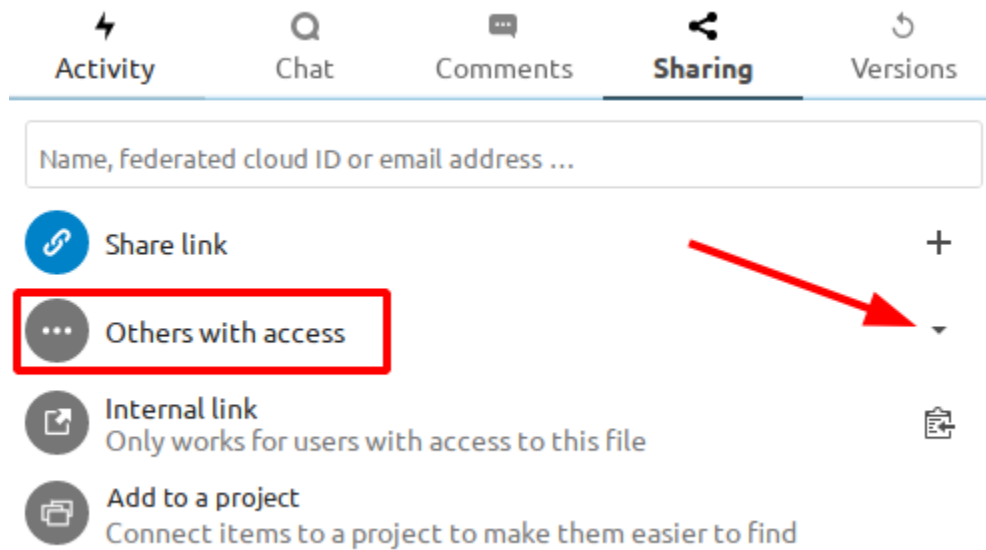 Activity Chat Comments Sharing Versions
Name, federated cloud ID or email address ...
Share link
Others with access
Internal link
Only works for users with access to this file
Add to a project
Connect items to a project to make them easier to find